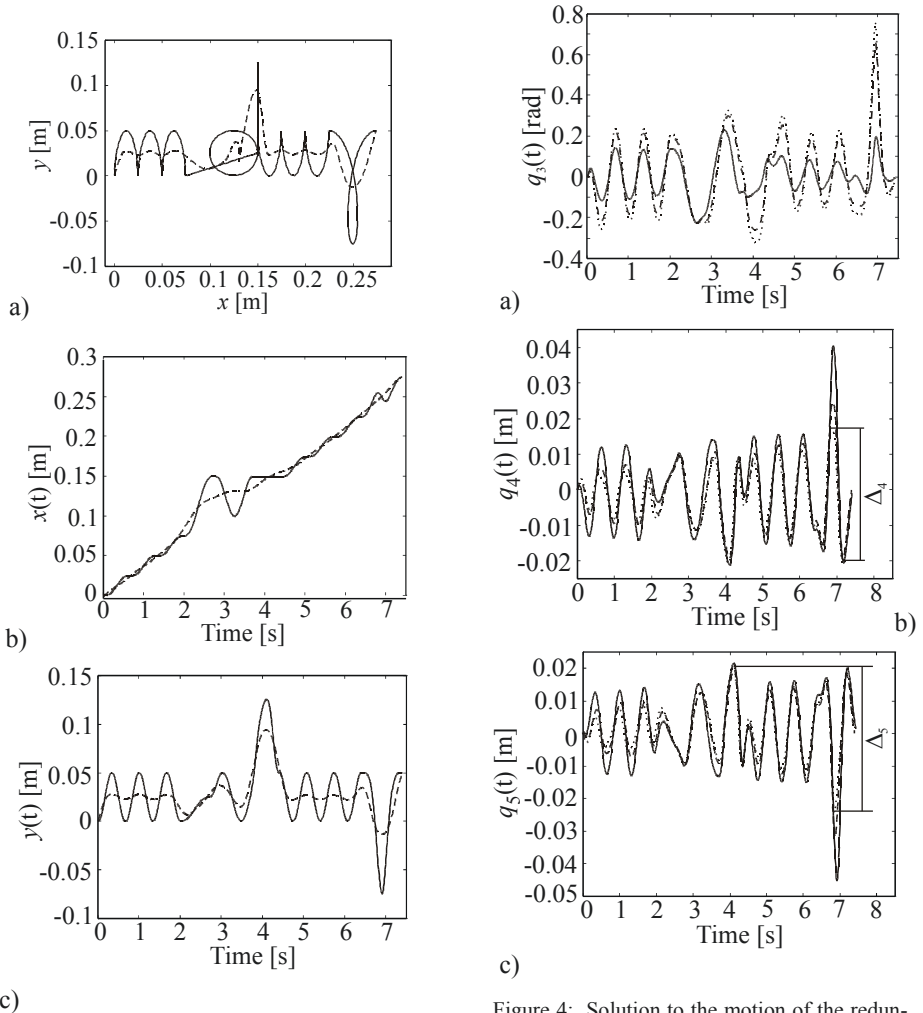 0.15
0.1
0.05
0
-0.05
-0.1
y [m]
0 0.05 0.1 0.15 0.2 0.25
x [m]
a)
0.3
0.25
0.2
0.15
0.1
0.05
0
x(t) [m]
0 1 2 3 4 5 6 7
Time [s]
b)
0.15
0.1
0.05
0
-0.05
-0.1
y(t) [m]
0 1 2 3 4 5 6 7
Time [s]
c)
0.8
0.6
0.4
0.2
0
-0.2
-0.4
q₃(t) [rad]
0 1 2 3 4 5 6 7
Time [s]
a)
0.04
0.03
0.02
0.01
0
-0.01
-0.02
q₄(t) [m]
Δ₄
0 1 2 3 4 5 6 7 8
Time [s]
b)
0.02
0.01
0
-0.01
-0.02
-0.03
-0.04
-0.05
q₅(t) [m]
Δ₅
0 1 2 3 4 5 6 7 8
Time [s]
c)
Figure 4: Solution to the motion of the redun-